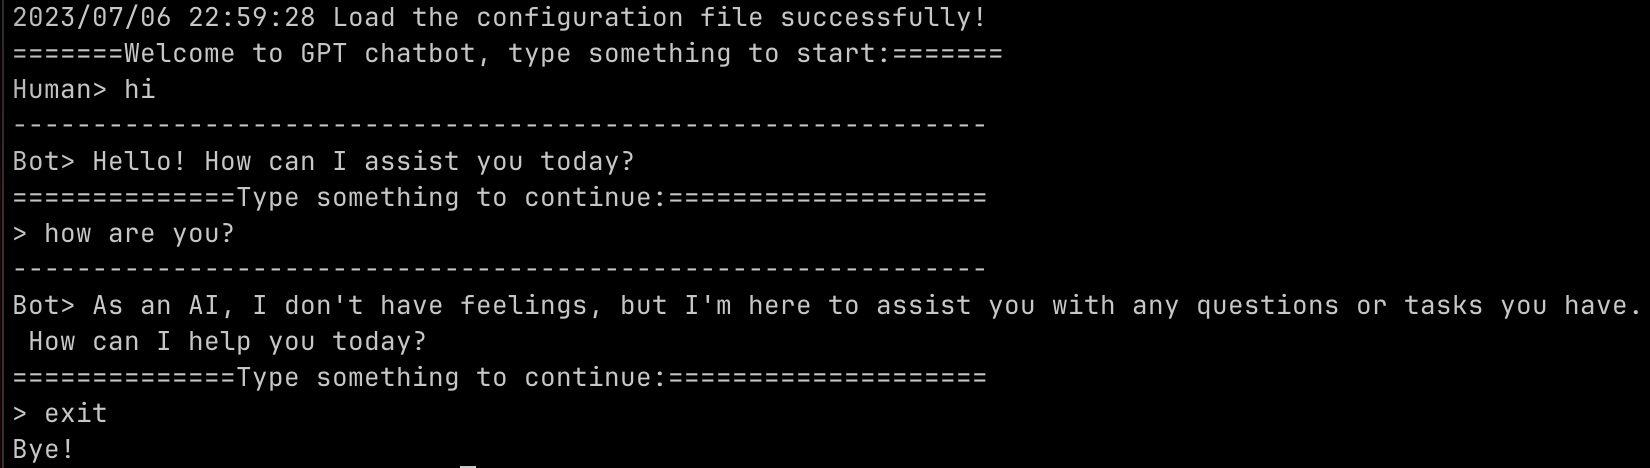 2023/07/06 22:59:28 Load the configuration file successfully!
=======Welcome to GPT chatbot, type something to start:=======
Human> hi
-------------------------------------------------------------
Bot> Hello! How can I assist you today?
==============Type something to continue:====================
> how are you?
-------------------------------------------------------------
Bot> As an AI, I don't have feelings, but I'm here to assist you with any questions or tasks you have.
 How can I help you today?
==============Type something to continue:====================
> exit
Bye!